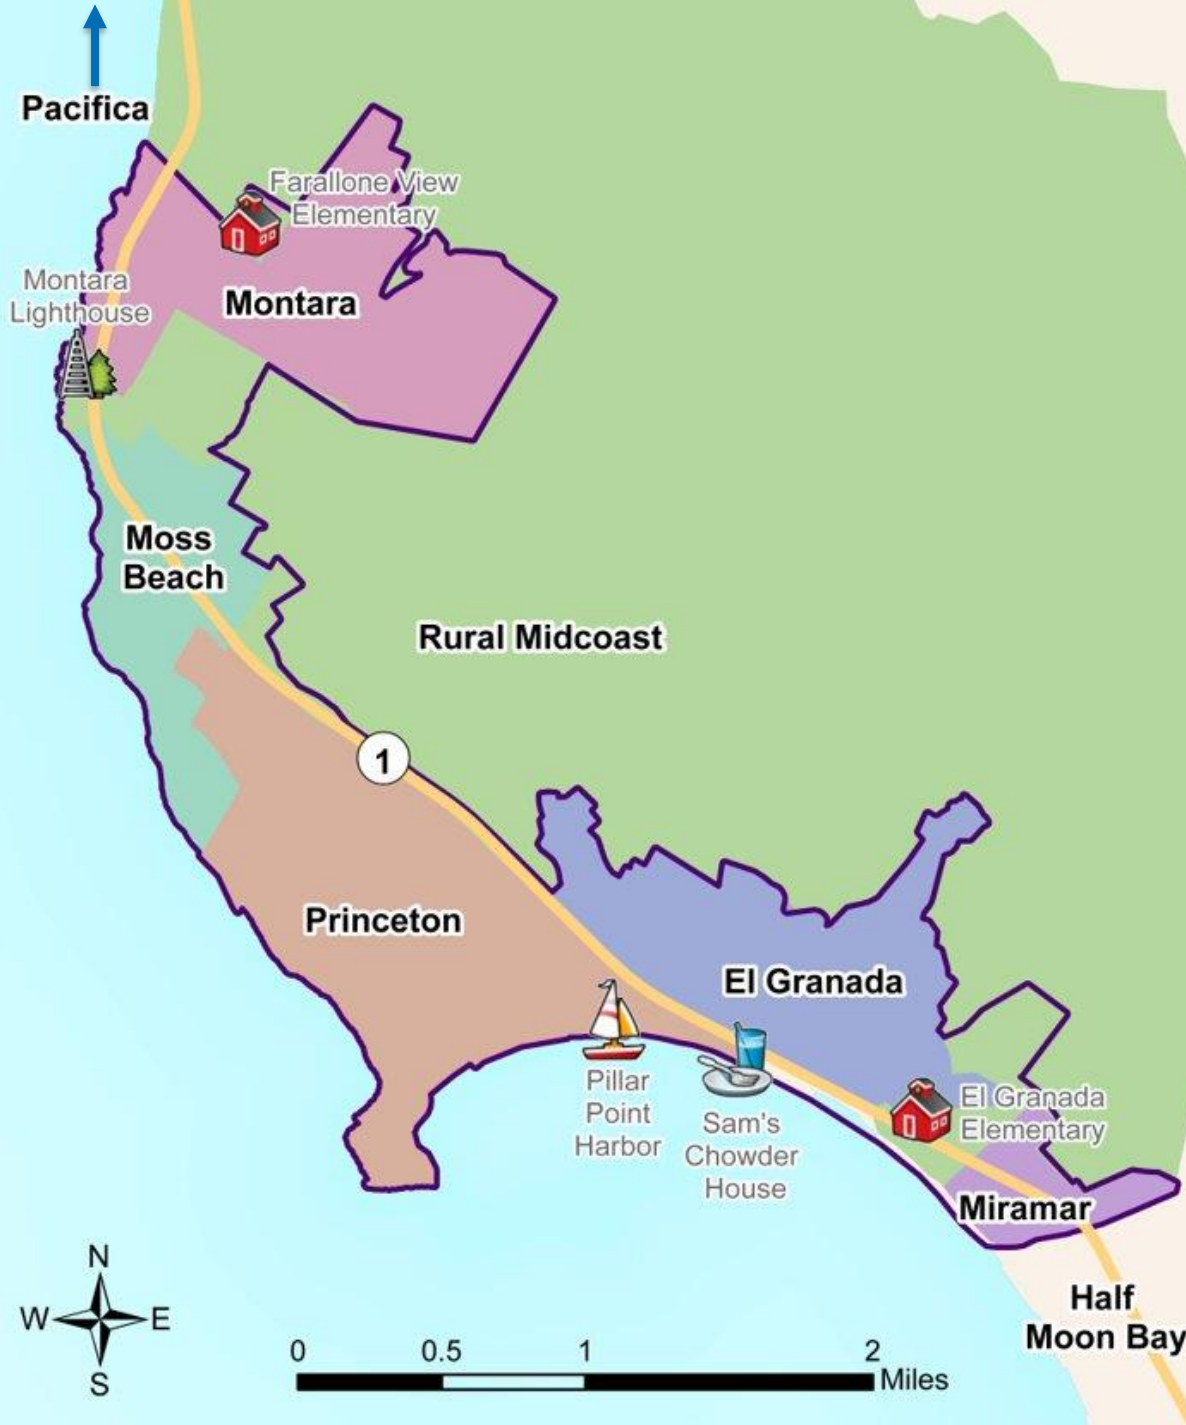 Pacifica
Farallone View
Elementary
Montara
Lighthouse
Montara
Moss
Beach
Rural Midcoast
1
Princeton
El Granada
Pillar
Point
Harbor
Sam's
Chowder
House
El Granada
Elementary
Miramar
Half
Moon Bay
N
W E
S
0 0.5 1 2
Miles